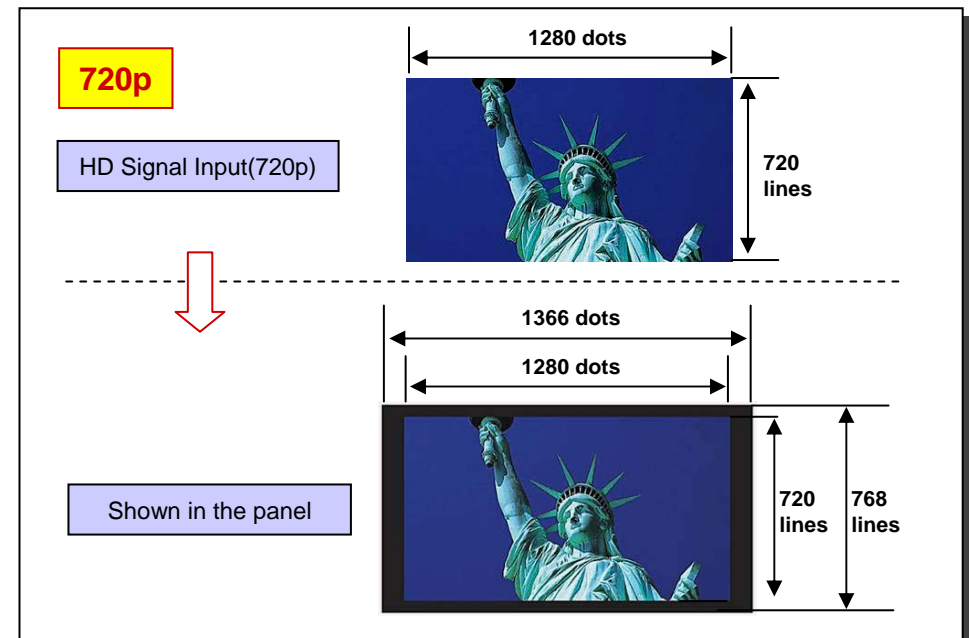 1280 dots
720p
HD Signal Input(720p)
720
lines
1366 dots
1280 dots
Shown in the panel
720
lines
768
lines